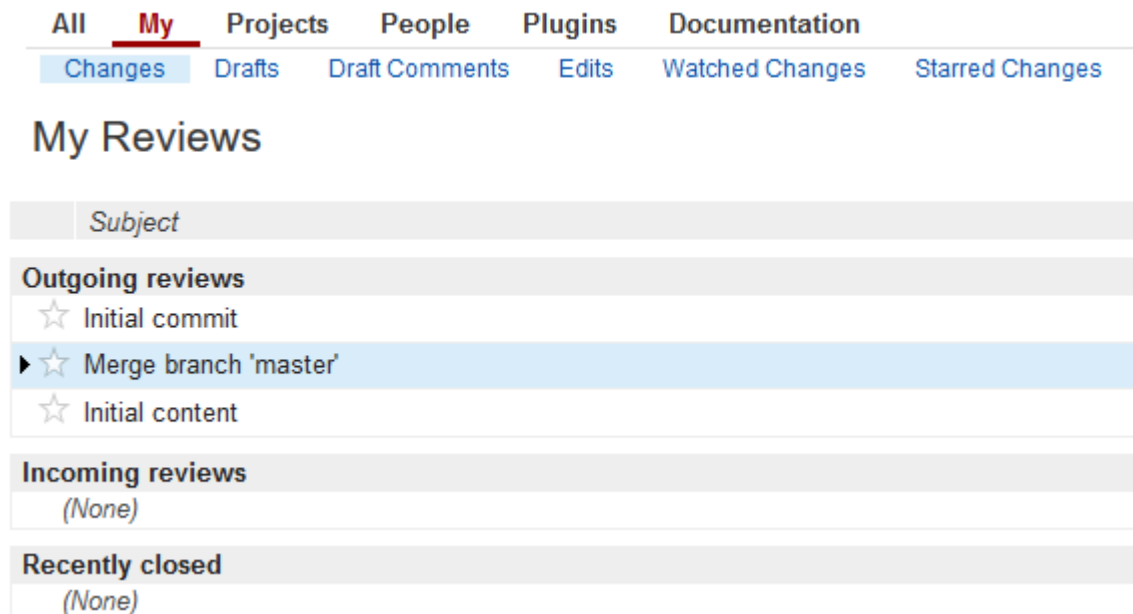 All My Projects People Plugins Documentation
Changes Drafts Draft Comments Edits Watched Changes Starred Changes
My Reviews
Subject
Outgoing reviews
Initial commit
Merge branch 'master'
Initial content
Incoming reviews
(None)
Recently closed
(None)